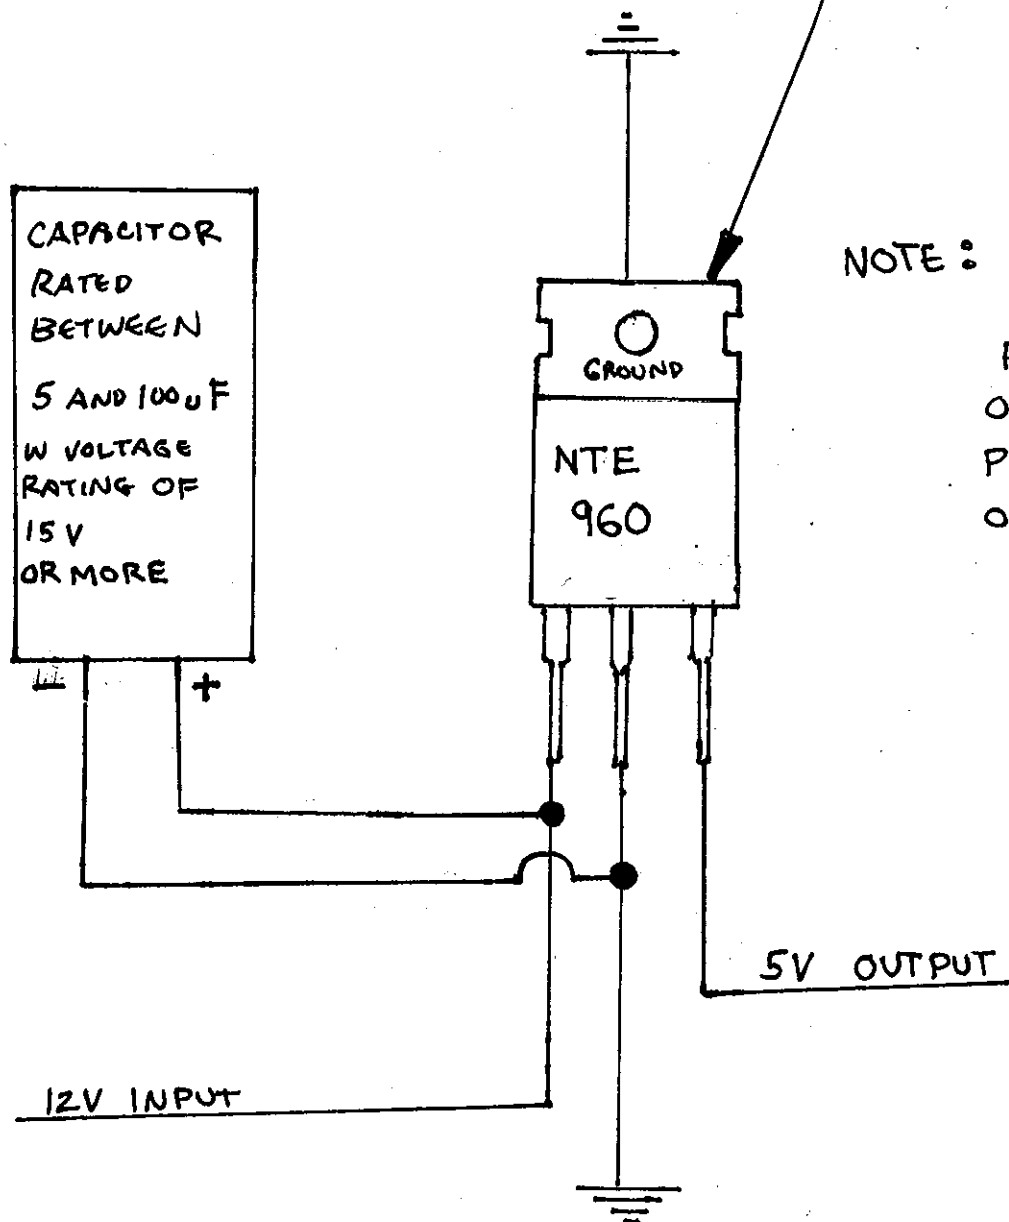 CAPACITOR
RATED
BETWEEN
5 AND 100uF
W VOLTAGE
RATING OF
15 V
OR MORE
-
+
GROUND
NTE
960
NOTE:
O
P
O
5V OUTPUT
12V INPUT